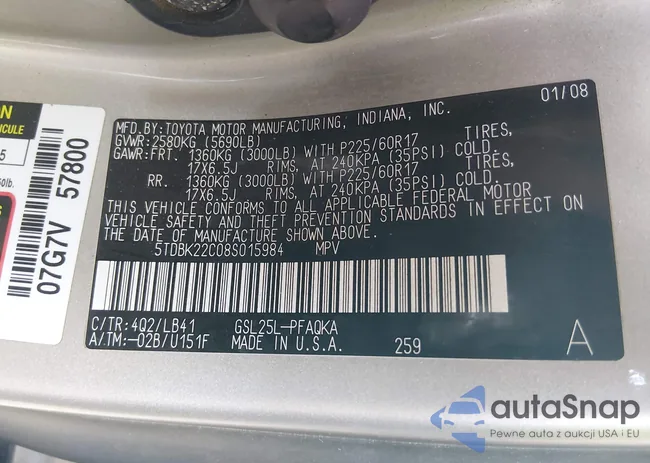 ON
VEHICULE
5
50lb.
07G7V 57800
01/08
MFD.BY:TOYOTA MOTOR MANUFACTURING, INDIANA, INC.
GVWR:2580KG (5690LB)
GAWR:FRT. 1360KG (3000LB) WITH P225/60R17 TIRES,
17X6.5J RIMS, AT 240KPA (35PSI) COLD.
RR. 1360KG (3000LB) WITH P225/60R17 TIRES,
17X6.5J RIMS, AT 240KPA (35PSI) COLD.
THIS VEHICLE CONFORMS TO ALL APPLICABLE FEDERAL MOTOR
VEHICLE SAFETY AND THEFT PREVENTION STANDARDS IN EFFECT ON
THE DATE OF MANUFACTURE SHOWN ABOVE.
5TDBK22C08S015984 MPV
C/TR:4Q2/LB41 GSL25L-PFAQKA
A/TM:-02B/U151F MADE IN U.S.A. 259 A
autaSnap
Pewne auta z aukcji USA i EU